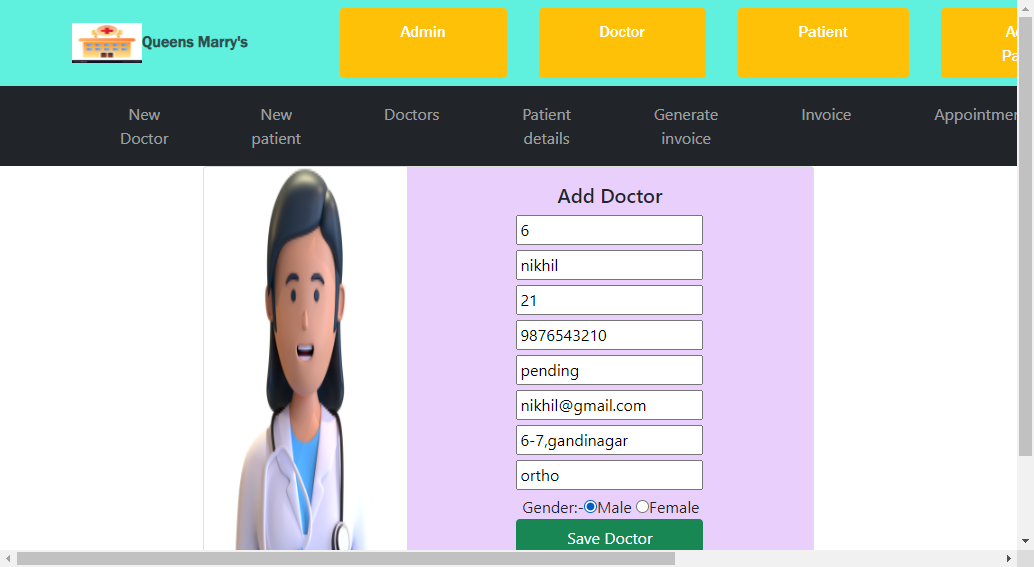 Queens Marry's
Admin
Doctor
Patient
New
Doctor
New
patient
Doctors
Patient
details
Generate
invoice
Invoice
Add Doctor
6
nikhil
21
9876543210
pending
nikhil@gmail.com
6-7,gandinagar
ortho
Gender:-Male Female
Save Doctor